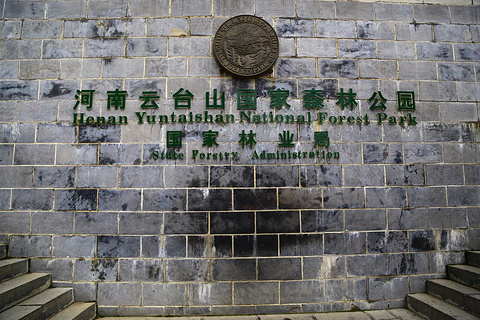 河南云台山国家森林公园
Henan Yuntaishan National Forest Park
国家林业局
State Forstry, Administration